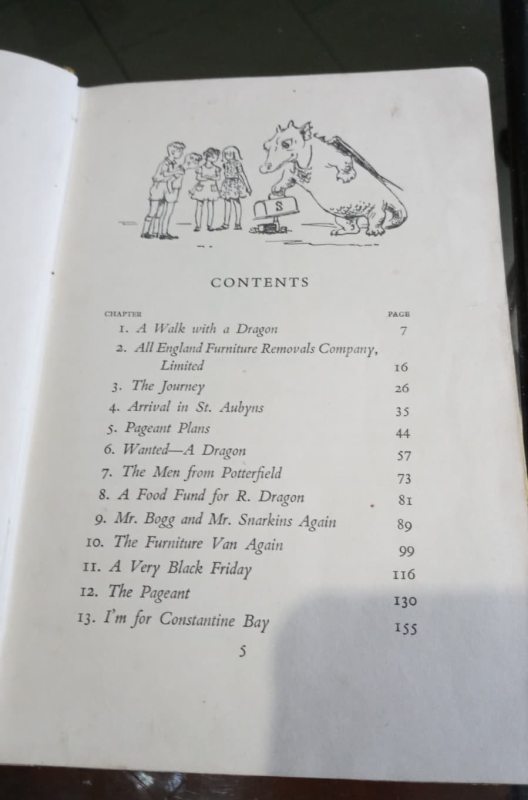 S
CONTENTS
CHAPTER PAGE
1. A Walk with a Dragon 7
2. All England Furniture Removals Company,
Limited 16
3. The Journey 26
4. Arrival in St. Aubyns 35
5. Pageant Plans 44
6. Wanted—A Dragon 57
7. The Men from Potterfield 73
8. A Food Fund for R. Dragon 81
9. Mr. Bogg and Mr. Snarkins Again 89
10. The Furniture Van Again 99
11. A Very Black Friday 116
12. The Pageant 130
13. I'm for Constantine Bay 155
5